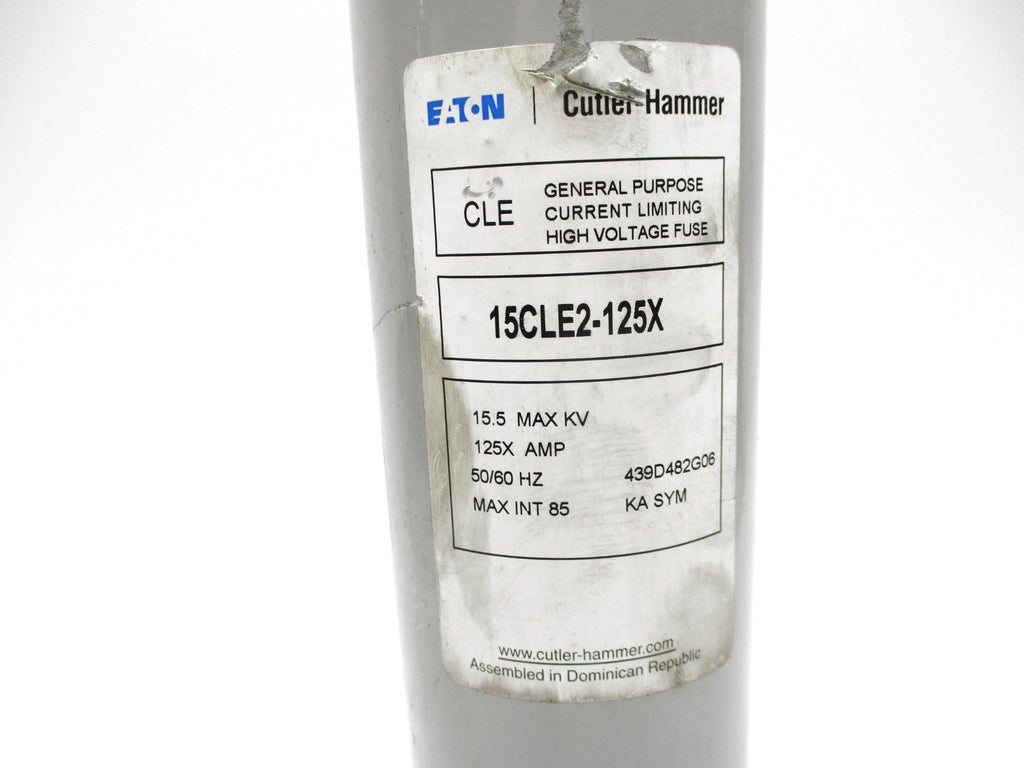 EATON | Cutler-Hammer
CLE
GENERAL PURPOSE
CURRENT LIMITING
HIGH VOLTAGE FUSE
15CLE2-125X
15.5 MAX KV
125X AMP
50/60 HZ 439D482G06
MAX INT 85 KA SYM
www.cutler-hammer.com
Assembled in Dominican Republic